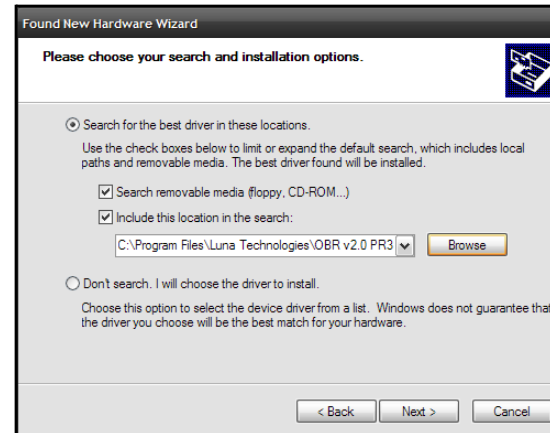 Found New Hardware Wizard
Please choose your search and installation options.
Search for the best driver in these locations.
Use the check boxes below to limit or expand the default search, which includes local
paths and removable media. The best driver found will be installed.
Search removable media (floppy, CD-ROM...)
Include this location in the search:
C:\Program Files\Luna Technologies\OBR v2.0 PR3
Browse
Don't search. I will choose the driver to install.
Choose this option to select the device driver from a list. Windows does not guarantee that
the driver you choose will be the best match for your hardware.
< Back Next > Cancel